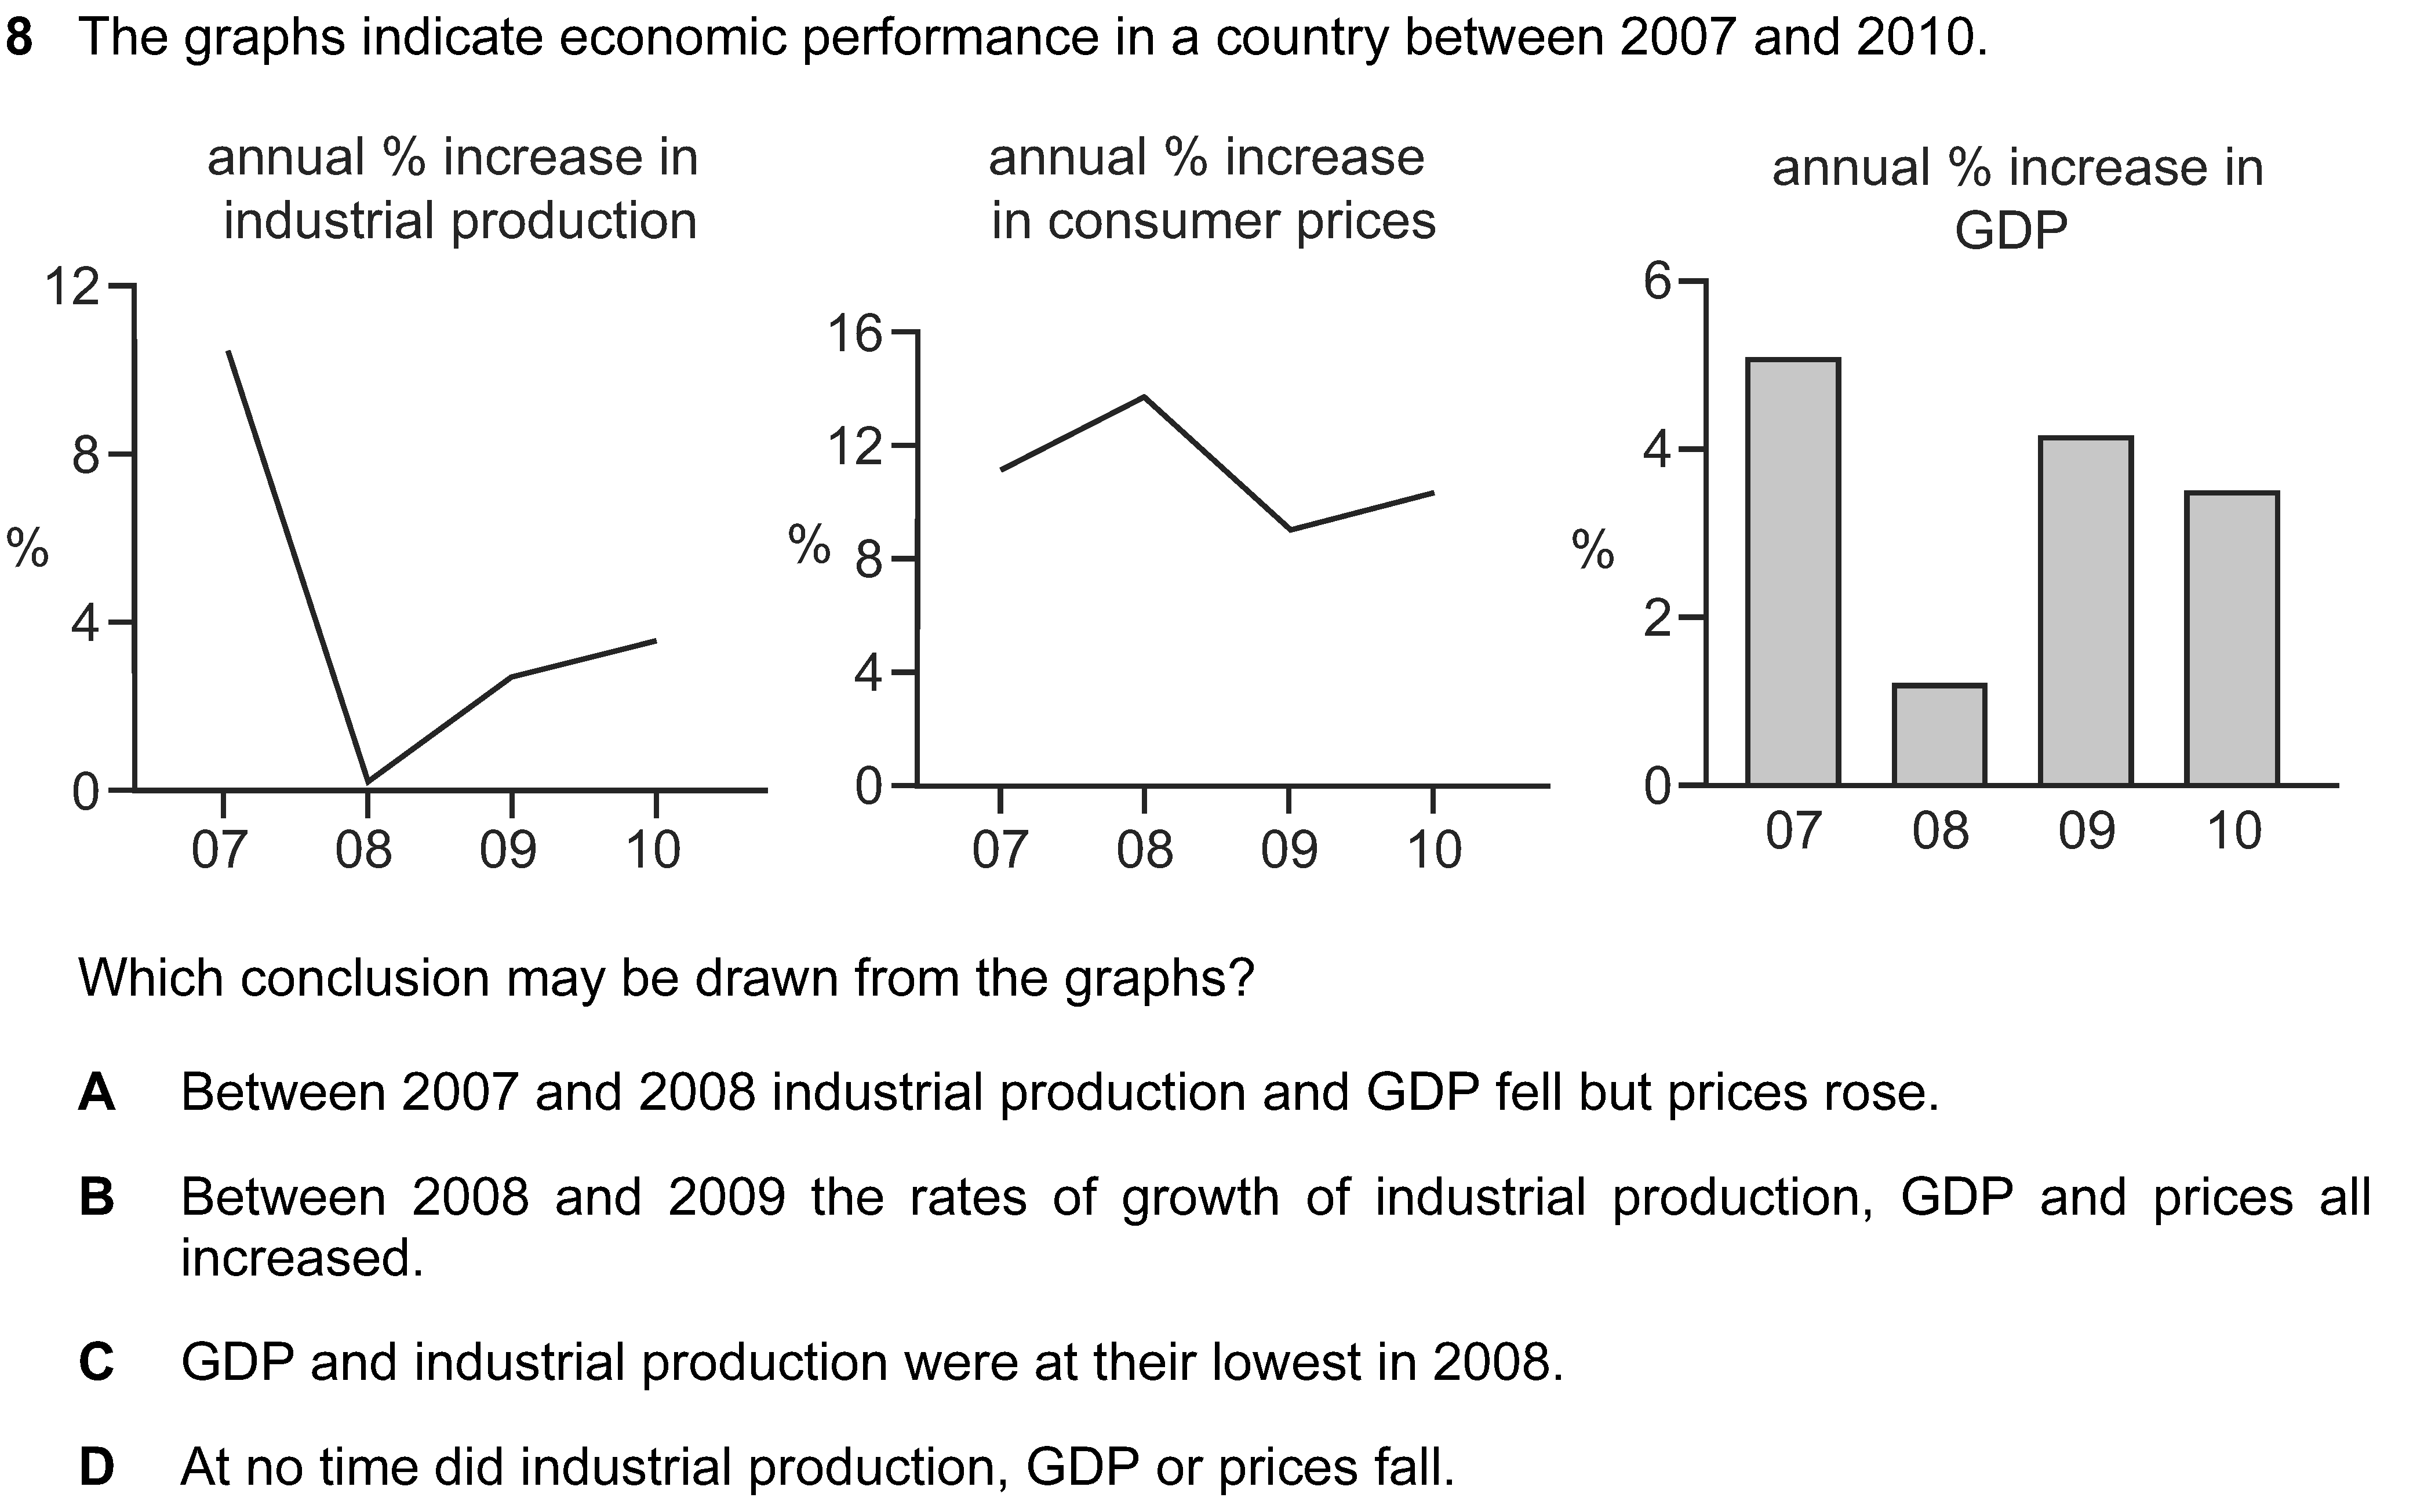 8 The graphs indicate economic performance in a country between 2007 and 2010.
annual % increase in
industrial production
12
8
%
4
0
07 08 09 10
annual % increase
in consumer prices
16
12
%
8
4
0
07 08 09 10
annual % increase in
GDP
6
4
%
2
0
07 08 09 10
Which conclusion may be drawn from the graphs?
A Between 2007 and 2008 industrial production and GDP fell but prices rose.
B Between 2008 and 2009 the rates of growth of industrial production, GDP and prices all
increased.
C GDP and industrial production were at their lowest in 2008.
D At no time did industrial production, GDP or prices fall.